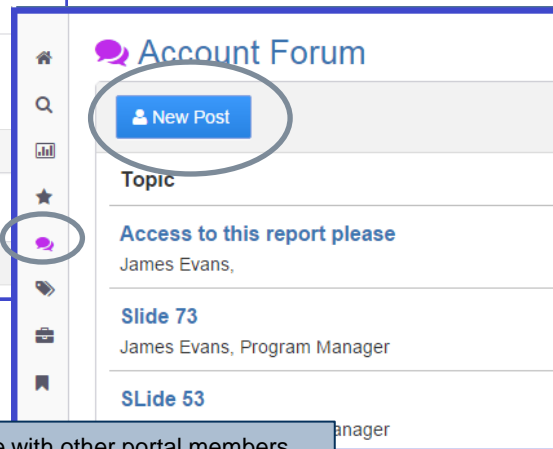 Account Forum
New Post
Topic
Access to this report please
James Evans,
Slide 73
James Evans, Program Manager
SLide 53
anager
with other portal members